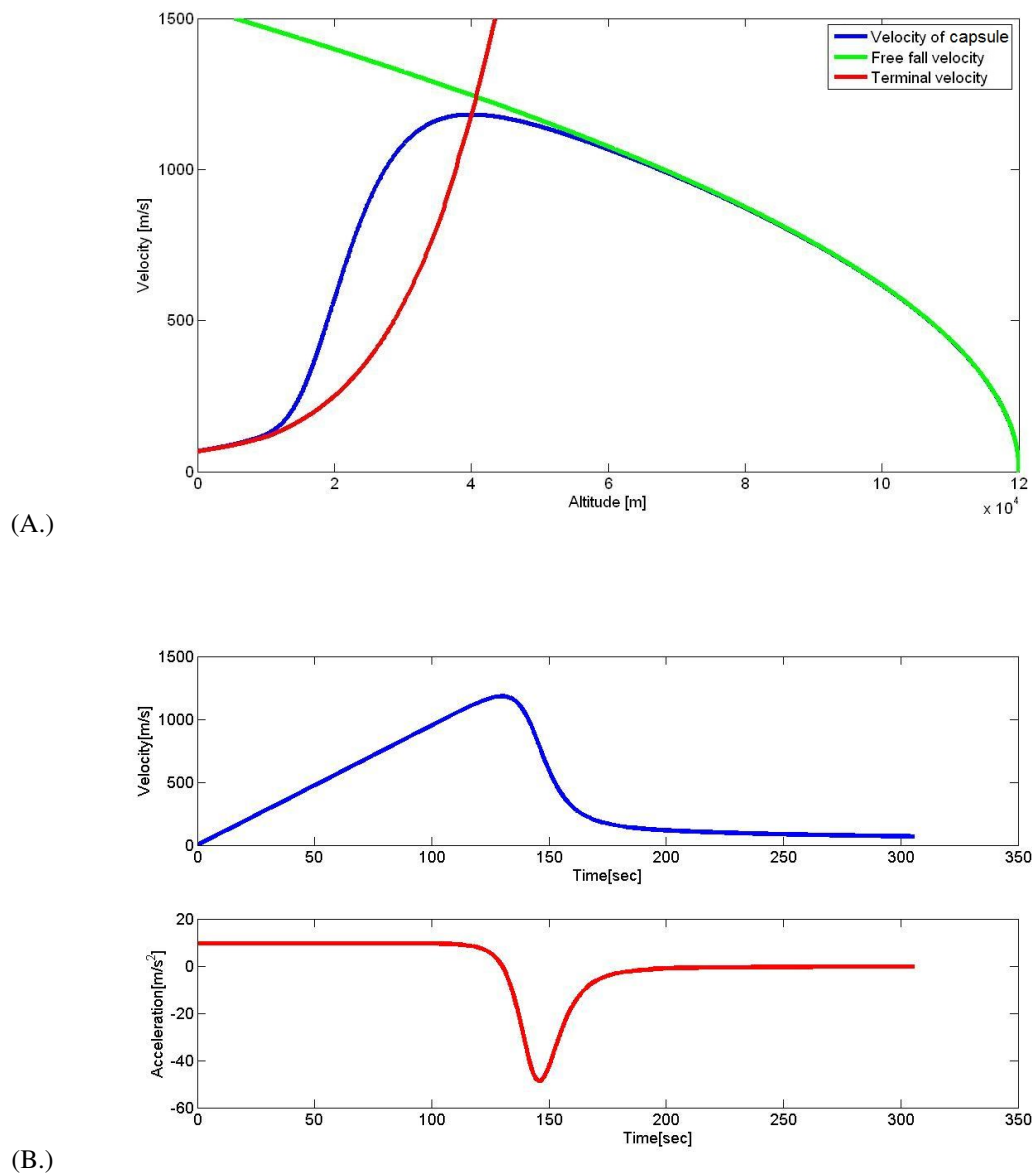 1500
1000
500
0
Velocity [m/s]
Velocity of capsule
Free fall velocity
Terminal velocity
0 2 4 6 8 10 12
Altitude [m]
x 10^4
(A.)
1500
1000
500
0
Velocity[m/s]
0 50 100 150 200 250 300 350
Time[sec]
20
0
-20
-40
-60
Acceleration[m/s²]
0 50 100 150 200 250 300 350
Time[sec]
(B.)